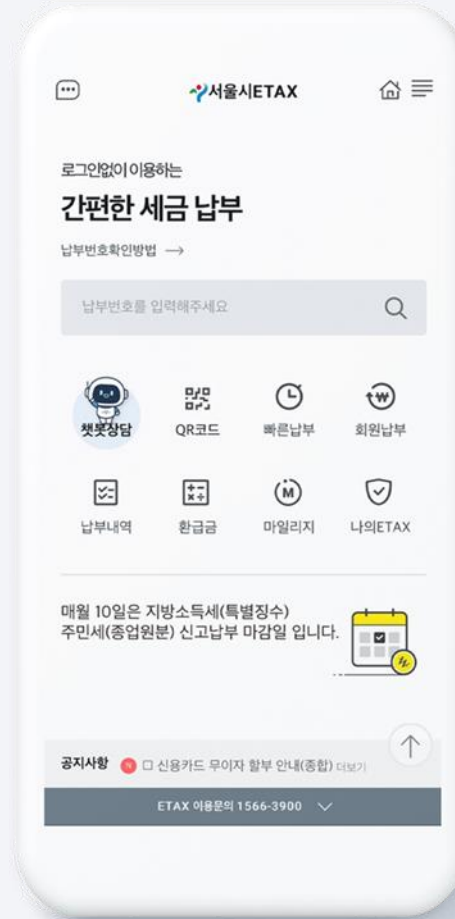 서울시ETAX
로그인없이 이용하는
간편한 세금 납부
납부번호확인방법 →
납부번호를 입력해주세요
챗봇상담 QR코드 빠른납부 회원납부
납부내역 환급금 마일리지 나의ETAX
매월 10일은 지방소득세(특별징수)
주민세(종업원분) 신고납부 마감일 입니다.
공지사항 N □ 신용카드 무이자 할부 안내(종합) 더보기
ETAX 이용문의 1566-3900